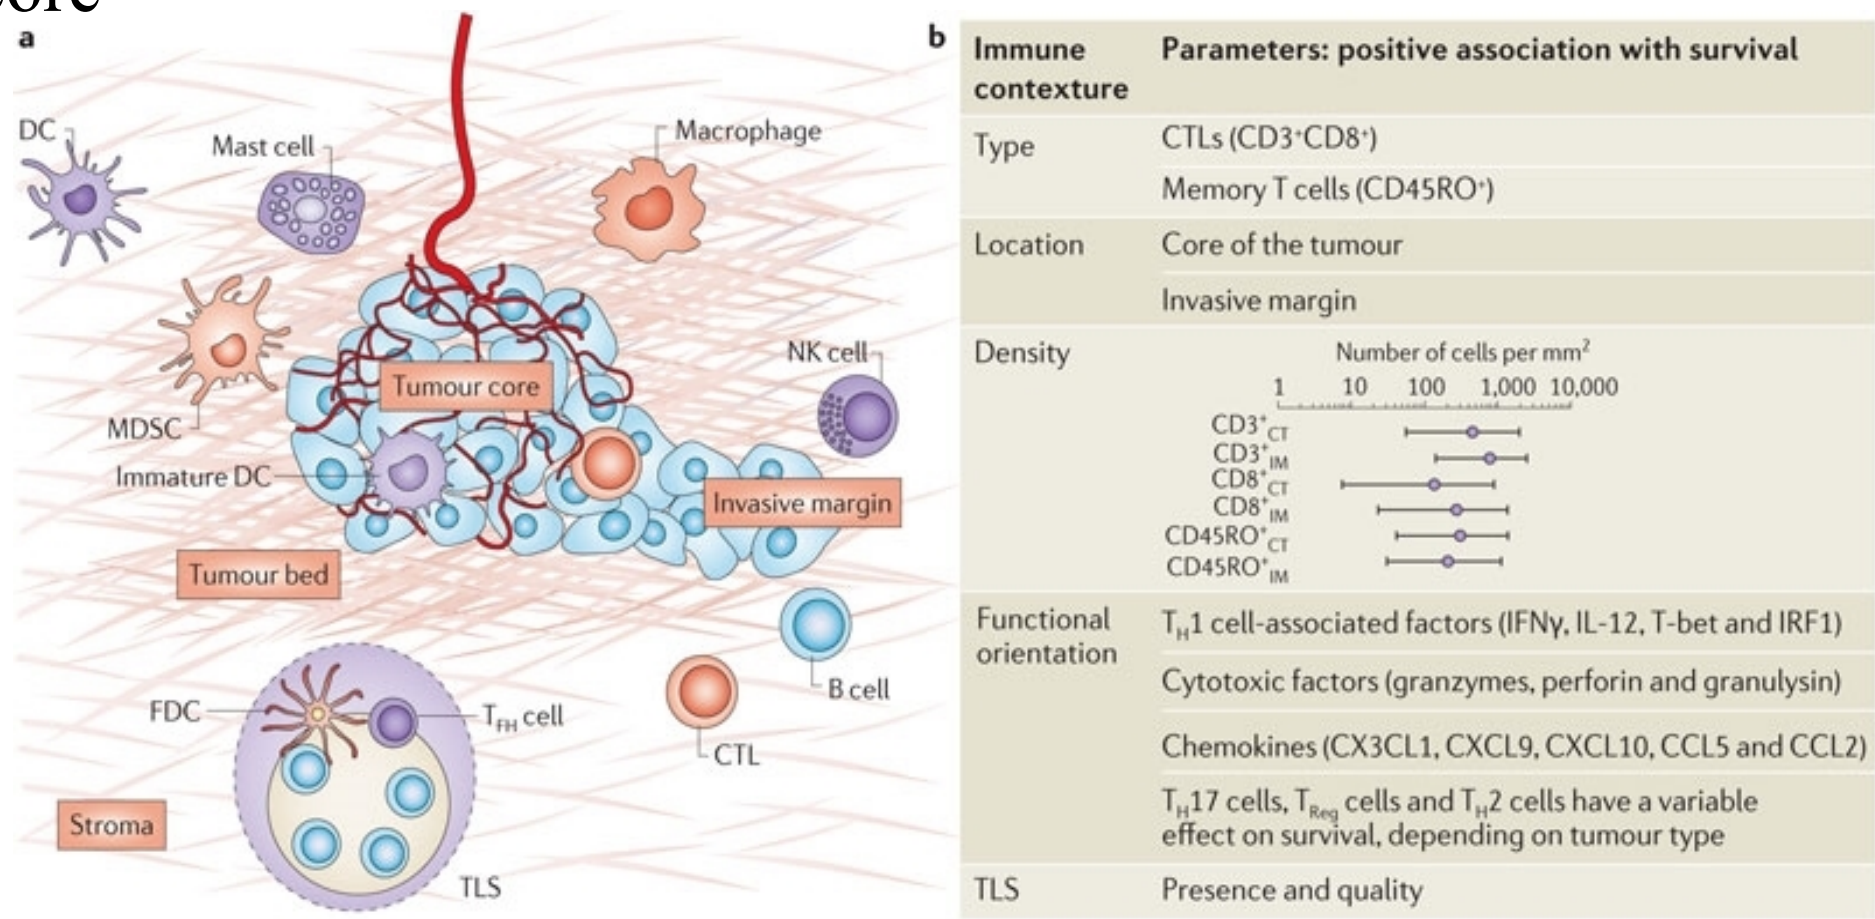 a
DC
Mast cell
Macrophage
MDSC
Tumour core
NK cell
Immature DC
Invasive margin
Tumour bed
B cell
FDC
T_FH cell
CTL
Stroma
TLS
b
Immune contexture
Parameters: positive association with survival
Type
CTLs (CD3⁺CD8⁺)
Memory T cells (CD45RO⁺)
Location
Core of the tumour
Invasive margin
Density
Number of cells per mm²
1 10 100 1,000 10,000
CD3⁺CT
CD3⁺IM
CD8⁺CT
CD8⁺IM
CD45RO⁺CT
CD45RO⁺IM
Functional
orientation
T_H1 cell-associated factors (IFNγ, IL-12, T-bet and IRF1)
Cytotoxic factors (granzymes, perforin and granulysin)
Chemokines (CX3CL1, CXCL9, CXCL10, CCL5 and CCL2)
T_H17 cells, T_Reg cells and T_H2 cells have a variable
effect on survival, depending on tumour type
TLS
Presence and quality